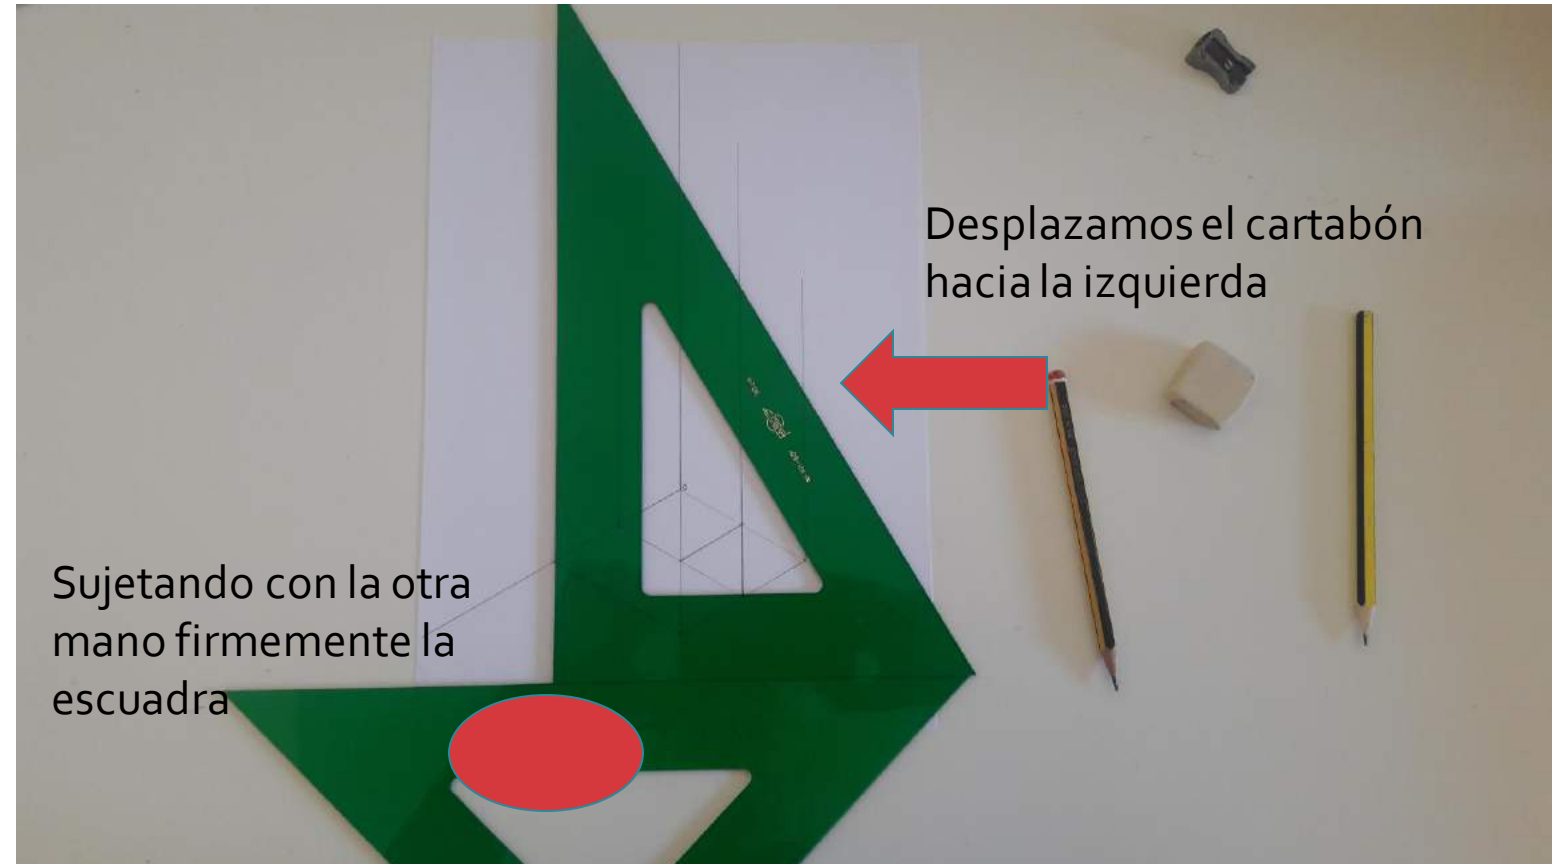 Desplazamos el cartabón
hacia la izquierda
Sujetando con la otra
mano firmemente la
escuadra